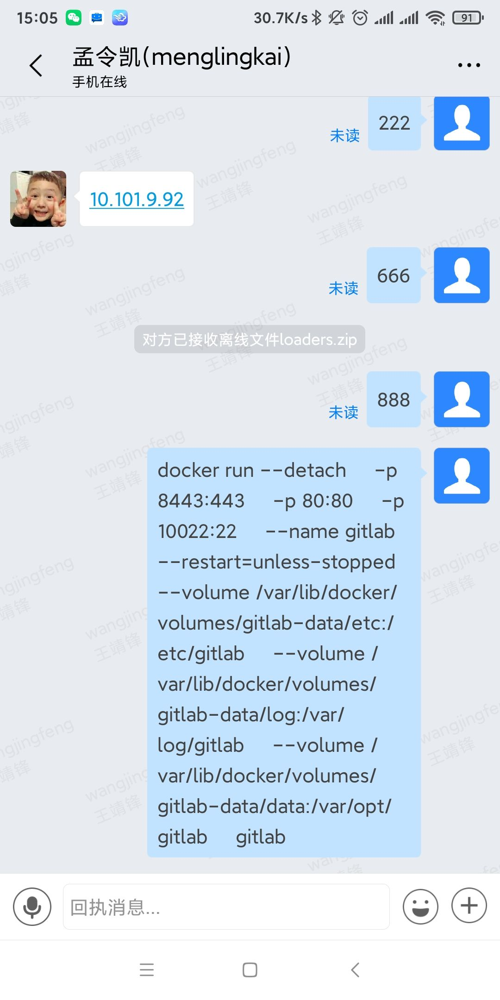 15:05
30.7K/s
91
孟令凯(menglingkai)
手机在线
222
未读
10.101.9.92
666
未读
对方已接收离线文件loaders.zip
888
未读
docker run --detach     -p
8443:443     -p 80:80     -p
10022:22     --name gitlab
--restart=unless-stopped
--volume /var/lib/docker/
volumes/gitlab-data/etc:/
etc/gitlab     --volume /
var/lib/docker/volumes/
gitlab-data/log:/var/
log/gitlab     --volume /
var/lib/docker/volumes/
gitlab-data/data:/var/opt/
gitlab     gitlab
回执消息...
wangjingfeng
王靖锋